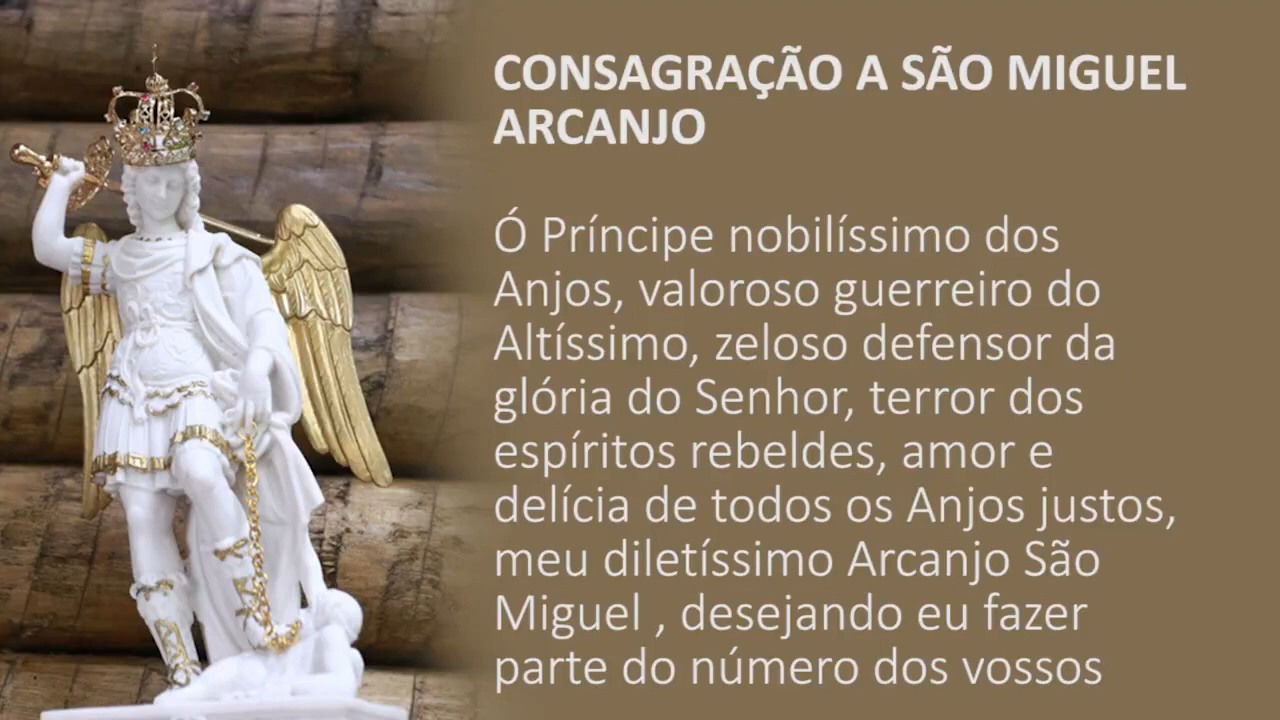 CONSAGRAÇÃO A SÃO MIGUEL
ARCANJO
Ó Príncipe nobilíssimo dos
Anjos, valoroso guerreiro do
Altíssimo, zeloso defensor da
glória do Senhor, terror dos
espíritos rebeldes, amor e
delícia de todos os Anjos justos,
meu diletíssimo Arcanjo São
Miguel , desejando eu fazer
parte do número dos vossos